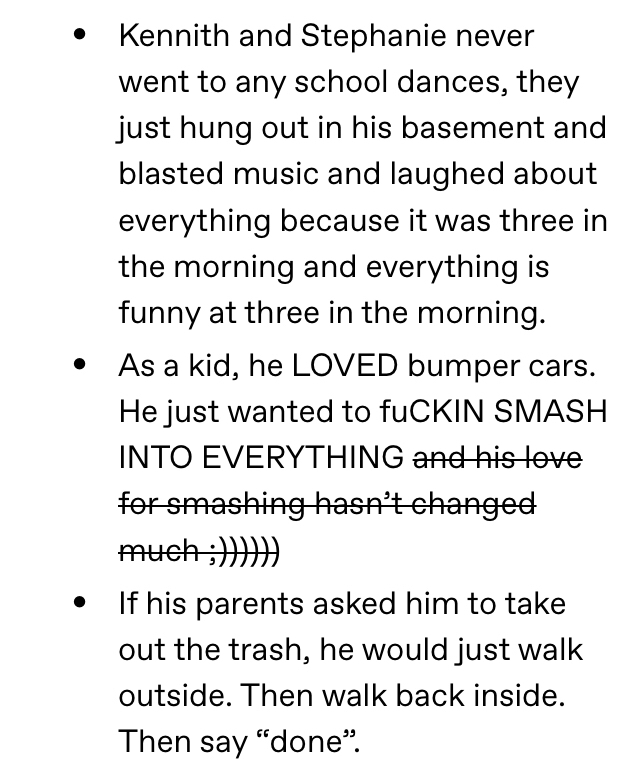 • Kennith and Stephanie never
went to any school dances, they
just hung out in his basement and
blasted music and laughed about
everything because it was three in
the morning and everything is
funny at three in the morning.
• As a kid, he LOVED bumper cars.
He just wanted to fuCKIN SMASH
INTO EVERYTHING and his love
for smashing hasn’t changed
much ;))))))
• If his parents asked him to take
out the trash, he would just walk
outside. Then walk back inside.
Then say “done”.